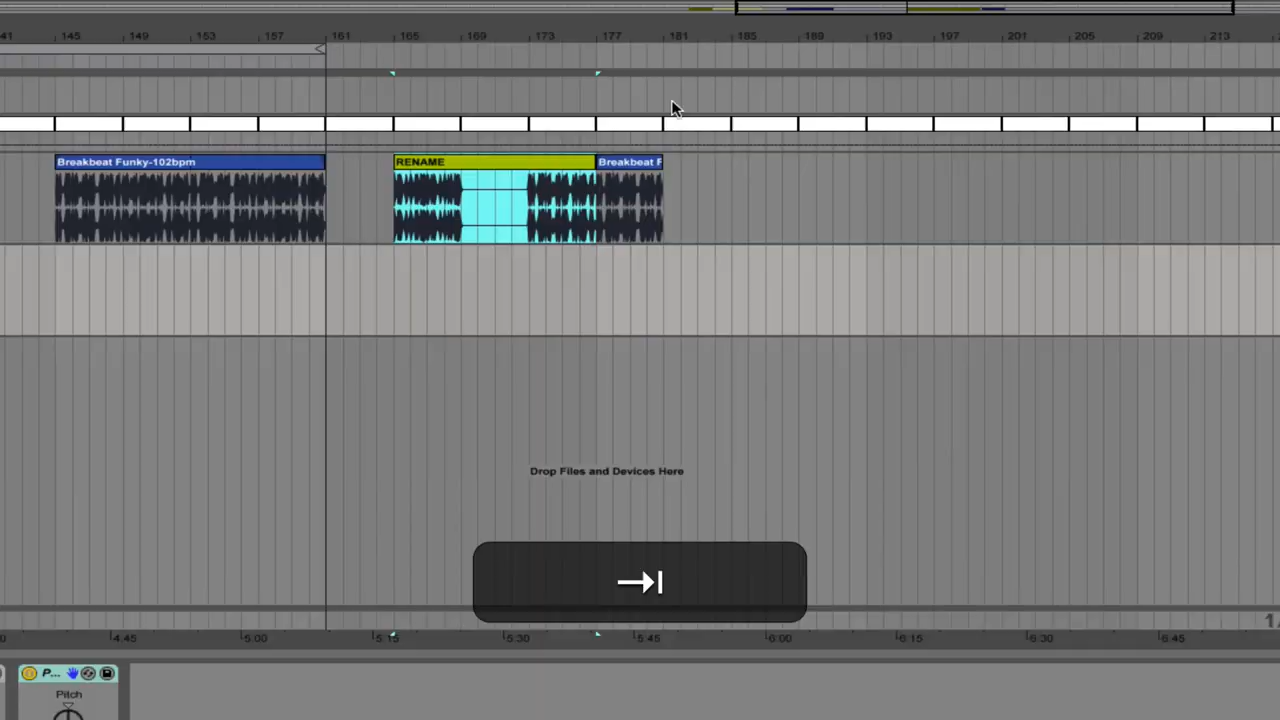 41 145 149 153 157 161 165 169 173 177 181 185 189 193 197 201 205 209 213
Breakbeat Funky-102bpm RENAME Breakbeat F
Drop Files and Devices Here
4:45 5:00 5:15 5:30 5:45 6:00 6:15 6:30 6:45
P...
Pitch